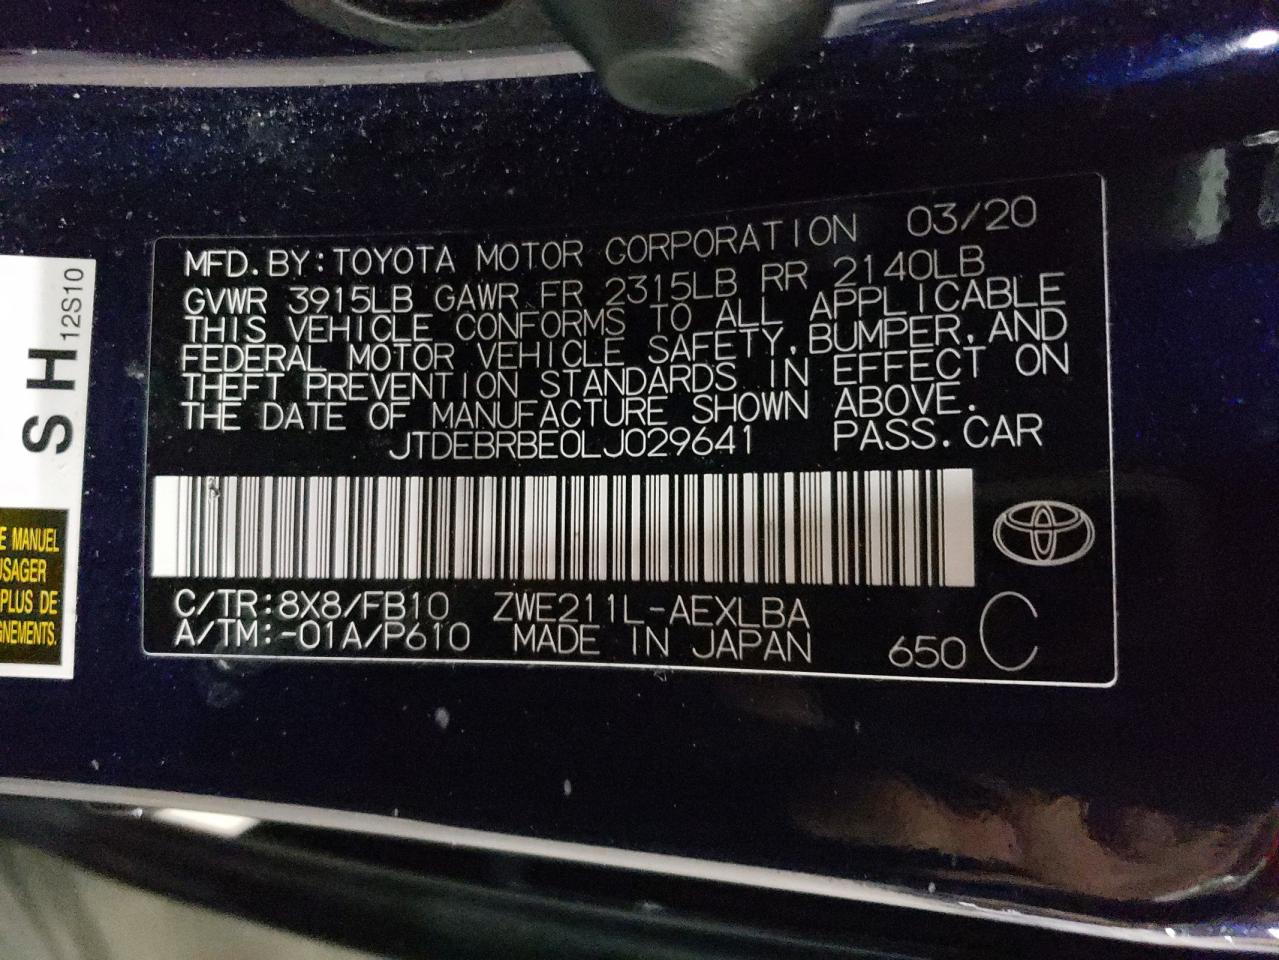 MFD.BY:TOYOTA MOTOR CORPORATION 03/20
GVWR 3915LB GAWR FR 2315LB RR 2140LB
THIS VEHICLE CONFORMS TO ALL APPLICABLE
FEDERAL MOTOR VEHICLE SAFETY,BUMPER,AND
THEFT PREVENTION STANDARDS IN EFFECT ON
THE DATE OF MANUFACTURE SHOWN ABOVE.
JTDEBRBE0LJ029641 PASS.CAR
C/TR:8X8/FB10 ZWE211L-AEXLBA
A/TM:-01A/P610 MADE IN JAPAN 650 C
SH
12S10
E MANUEL
USAGER
PLUS DE
GNEMENTS.